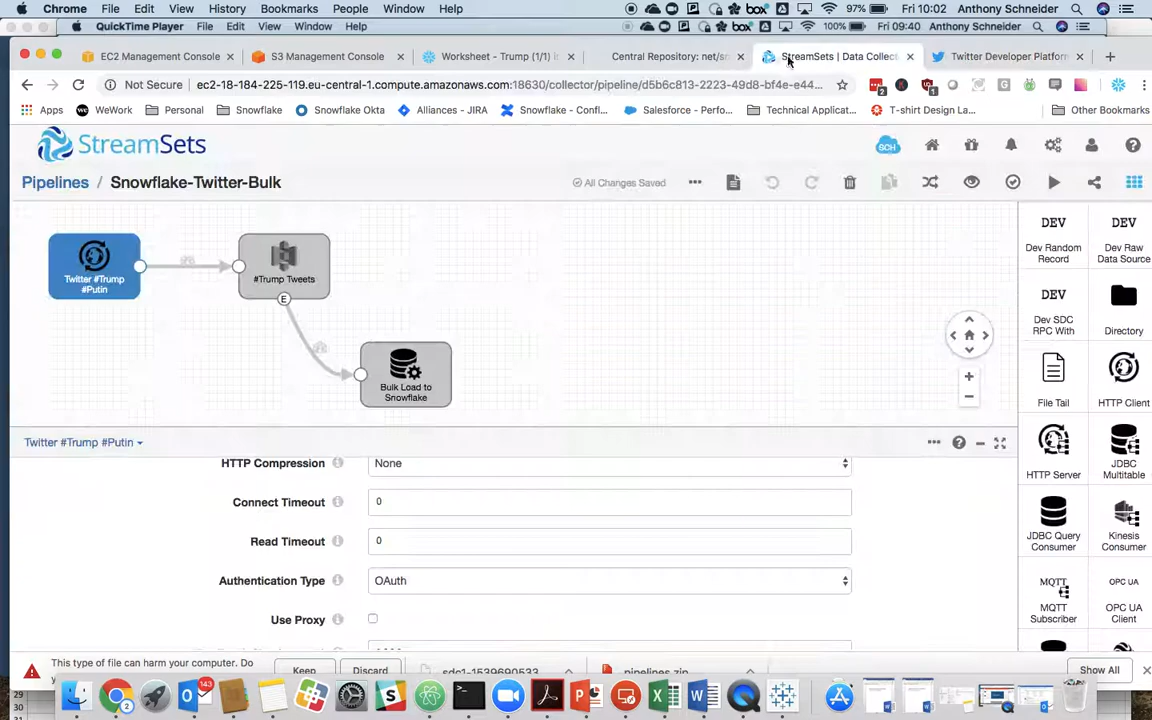 Chrome File Edit View History Bookmarks People Window Help 97% Fri 10:02 Anthony Schneider
QuickTime Player File Edit View Window Help 100% Fri 09:40 Anthony Schneider
EC2 Management Console
S3 Management Console
Worksheet - Trump (1/1)
Central Repository: net/s
StreamSets | Data Collec
Twitter Developer Platform
Not Secure ec2-18-184-225-119.eu-central-1.compute.amazonaws.com:18630/collector/pipeline/d5b6c813-2223-49d8-bf4e-e44...
Apps WeWork Personal Snowflake Snowflake Okta Alliances - JIRA Snowflake - Confl... Salesforce - Perfo... Technical Applicat... T-shirt Design La... Other Bookmarks
StreamSets
SCH
Pipelines / Snowflake-Twitter-Bulk
All Changes Saved
Twitter #Trump
#Putin
#Trump Tweets
E
Bulk Load to
Snowflake
DEV
Dev Random
Record
DEV
Dev Raw
Data Source
DEV
Dev SDC
RPC With
Directory
File Tail
HTTP Client
HTTP Server
JDBC
Multitable
JDBC Query
Consumer
Kinesis
Consumer
MQTT
MQTT
Subscriber
OPC UA
OPC UA
Client
Twitter #Trump #Putin
HTTP Compression None
Connect Timeout 0
Read Timeout 0
Authentication Type OAuth
Use Proxy
This type of file can harm your computer. Do
Keep
Discard
sdc1-1539690533
pipelines.zip
Show All
143
2